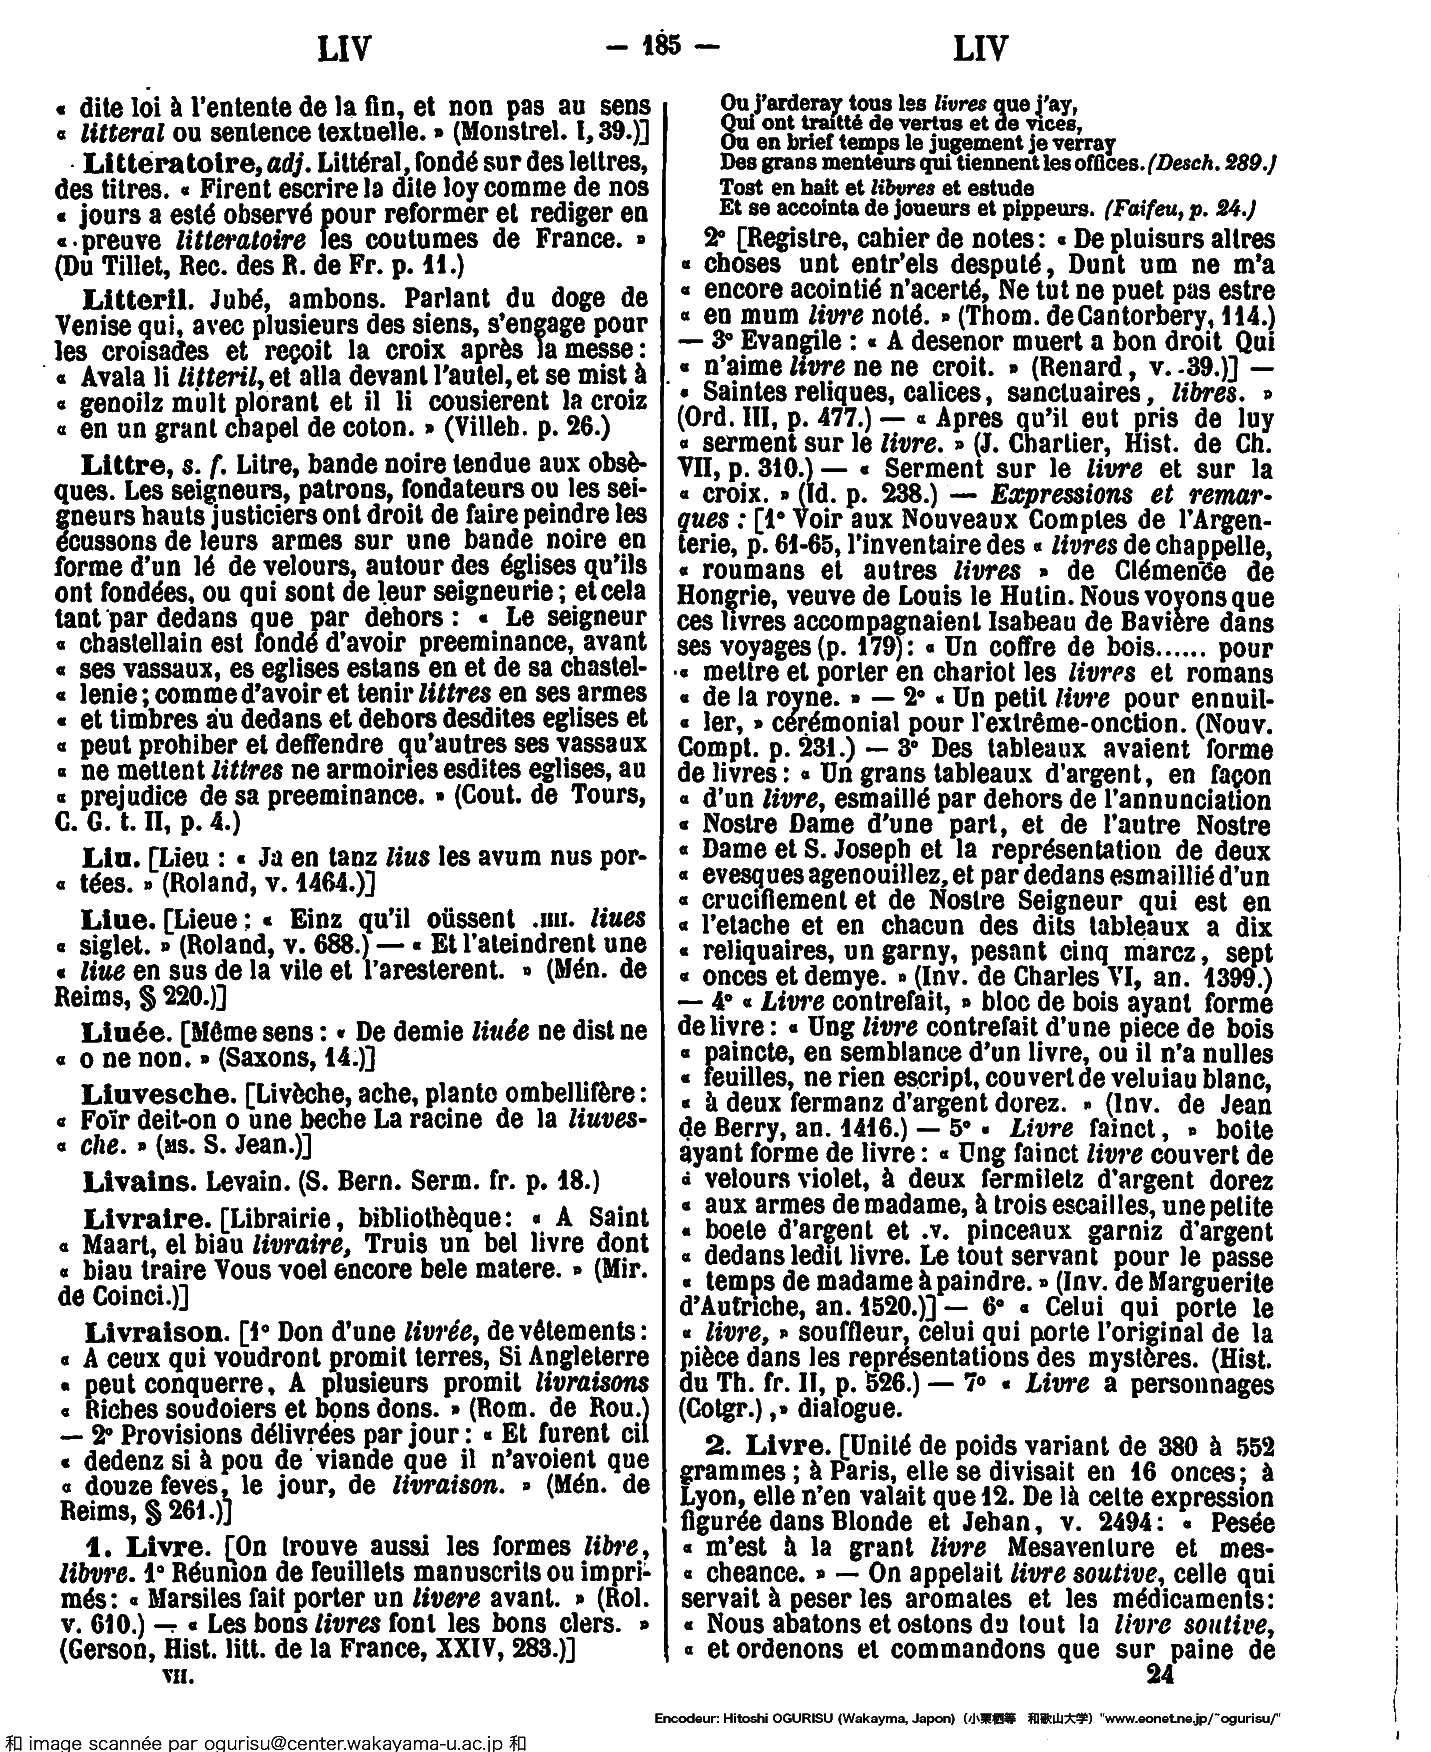 LIV — 185 — LIV
« dite loi à l'entente de la fin, et non pas au sens
« litteral ou sentence textuelle. » (Monstrel. I, 39.)]
Litteratoire, adj. Littéral, fondé sur des lettres,
des titres. « Firent escrire la dite loy comme de nos
« jours a esté observé pour reformer et rediger en
« preuve litteratoire les coutumes de France. »
(Du Tillet, Rec. des R. de Fr. p. 11.)
Litteril. Jubé, ambons. Parlant du doge de
Venise qui, avec plusieurs des siens, s'engage pour
les croisades et reçoit la croix après la messe :
« Avala li litteril, et alla devant l'autel, et se mist à
« genoilz mult plorant et il li cousierent la croiz
« en un grant chapel de coton. » (Villeh. p. 26.)
Littre, s. f. Litre, bande noire tendue aux obsè-
ques. Les seigneurs, patrons, fondateurs ou les sei-
gneurs hauts justiciers ont droit de faire peindre les
écussons de leurs armes sur une bande noire en
forme d'un lé de velours, autour des églises qu'ils
ont fondées, ou qui sont de leur seigneurie ; et cela
tant par dedans que par dehors : « Le seigneur
« chastellain est fondé d'avoir preeminance, avant
« ses vassaux, es eglises estans en et de sa chastel-
« lenie ; comme d'avoir et tenir littres en ses armes
« et timbres au dedans et dehors desdites eglises et
« peut prohiber et deffendre qu'autres ses vassaux
« ne mettent littres ne armoiries esdites eglises, au
« prejudice de sa preeminance. » (Cout. de Tours,
C. G. t. II, p. 4.)
Liu. [Lieu : « Ja en tanz lius les avum nus por-
« tées. » (Roland, v. 1464.)]
Liue. [Lieue : « Einz qu'il oüssent .IIII. liues
« siglet. » (Roland, v. 688.) — « Et l'ateindrent une
« liue en sus de la vile et l'aresterent. » (Mén. de
Reims, § 220.)]
Liuée. [Même sens : « De demie liuée ne dist ne
« o ne non. » (Saxons, 14.)]
Liuvesche. [Livèche, ache, plante ombellifère :
« Foïr deit-on o une beche La racine de la liuves-
« che. » (ms. S. Jean.)]
Livains. Levain. (S. Bern. Serm. fr. p. 18.)
Livraire. [Librairie, bibliothèque : « A Saint
« Maart, el biau livraire, Truis un bel livre dont
« biau traire Vous voel encore bele matere. » (Mir.
de Coinci.)]
Livraison. [1° Don d'une livrée, de vêtements :
« A ceux qui voudront promit terres, Si Angleterre
« peut conquerre, A plusieurs promit livraisons
« Riches soudoiers et bons dons. » (Rom. de Rou.)
— 2° Provisions délivrées par jour : « Et furent cil
« dedenz si à pou de viande que il n'avoient que
« douze feves, le jour, de livraison. » (Mén. de
Reims, § 261.)]
1. Livre. [On trouve aussi les formes libre,
libvre. 1° Réunion de feuillets manuscrits ou impri-
més : « Marsiles fait porter un livere avant. » (Rol.
v. 610.) — « Les bons livres font les bons clers. »
(Gerson, Hist. litt. de la France, XXIV, 283.)]
VII.
Ou j'arderay tous les livres que j'ay,
Qui ont traitté de vertus et de vices,
Ou en brief temps le jugement je verray
Des grans menteurs qui tiennent les offices. (Desch. 289.)
Tost en hait et libvres et estude
Et se accointa de joueurs et pippeurs. (Faifeu, p. 24.)
2° [Registre, cahier de notes : « De pluisurs altres
« choses unt entr'els desputé, Dunt um ne m'a
« encore acointié n'acerté, Ne tut ne puet pas estre
« en mum livre noté. » (Thom. de Cantorbery, 114.)
— 3° Evangile : « A desenor muert a bon droit Qui
« n'aime livre ne ne croit. » (Renard, v. 39.)] —
« Saintes reliques, calices, sanctuaires, libres. »
(Ord. III, p. 477.) — « Apres qu'il eut pris de luy
« serment sur le livre. » (J. Chartier, Hist. de Ch.
VII, p. 310.) — « Serment sur le livre et sur la
« croix. » (Id. p. 238.) — Expressions et remar-
ques : [1° Voir aux Nouveaux Comptes de l'Argen-
terie, p. 61-65, l'inventaire des « livres de chappelle,
« roumans et autres livres » de Clémence de
Hongrie, veuve de Louis le Hutin. Nous voyons que
ces livres accompagnaient Isabeau de Bavière dans
ses voyages (p. 179) : « Un coffre de bois...... pour
« mettre et porter en chariot les livres et romans
« de la royne. » — 2° « Un petit livre pour ennuil-
« ler, » cérémonial pour l'extrême-onction. (Nouv.
Compt. p. 231.) — 3° Des tableaux avaient forme
de livres : « Un grans tableaux d'argent, en façon
« d'un livre, esmaillé par dehors de l'annunciation
« Nostre Dame d'une part, et de l'autre Nostre
« Dame et S. Joseph et la représentation de deux
« evesques agenouillez, et par dedans esmaillié d'un
« crucifiement et de Nostre Seigneur qui est en
« l'etache et en chacun des dits tableaux a dix
« reliquaires, un garny, pesant cinq marcz, sept
« onces et demye. » (Inv. de Charles VI, an. 1399.)
— 4° « Livre contrefait, » bloc de bois ayant forme
de livre : « Ung livre contrefait d'une pièce de bois
« paincte, en semblance d'un livre, ou il n'a nulles
« feuilles, ne rien escript, couvert de veluiau blanc,
« à deux fermanz d'argent dorez. » (Inv. de Jean
de Berry, an. 1416.) — 5° « Livre fainct, » boite
ayant forme de livre : « Ung fainct livre couvert de
« velours violet, à deux fermiletz d'argent dorez
« aux armes de madame, à trois escailles, une petite
« boete d'argent et .v. pinceaux garniz d'argent
« dedans ledit livre. Le tout servant pour le passe
« temps de madame à paindre. » (Inv. de Marguerite
d'Autriche, an. 1520.)] — 6° « Celui qui porte le
« livre, » souffleur, celui qui porte l'original de la
pièce dans les représentations des mystères. (Hist.
du Th. fr. II, p. 526.) — 7° « Livre a personnages
(Cotgr.) ,» dialogue.
2. Livre. [Unité de poids variant de 380 à 552
grammes ; à Paris, elle se divisait en 16 onces ; à
Lyon, elle n'en valait que 12. De là cette expression
figurée dans Blonde et Jehan, v. 2494 : « Pesée
« m'est à la grant livre Mesaventure et mes-
« cheance. » — On appelait livre soutive, celle qui
servait à peser les aromates et les médicaments :
« Nous abatons et ostons du tout la livre soutive,
« et ordenons et commandons que sur paine de
24
Encodeur: Hitoshi OGURISU (Wakayma, Japon) (小栗栖等 和歌山大学) "www.eonet.ne.jp/~ogurisu/"
和 image scannée par ogurisu@center.wakayama-u.ac.jp 和